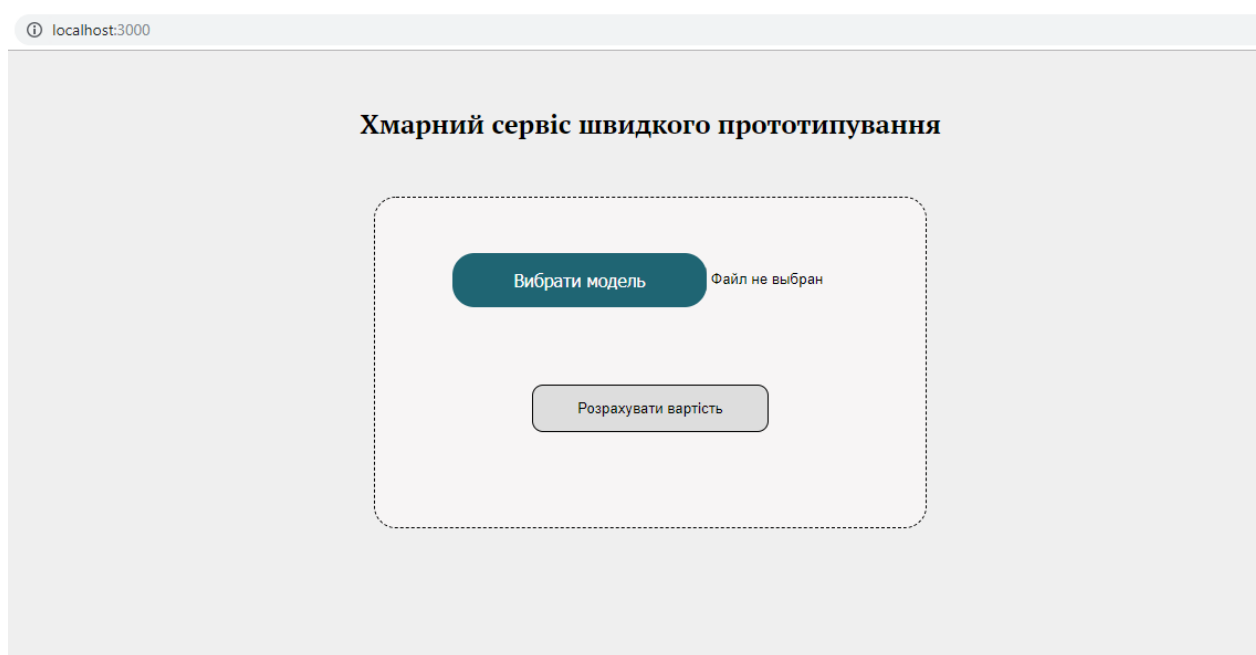 localhost:3000
Хмарний сервіс швидкого прототипування
Вибрати модель Файл не выбран
Розрахувати вартість